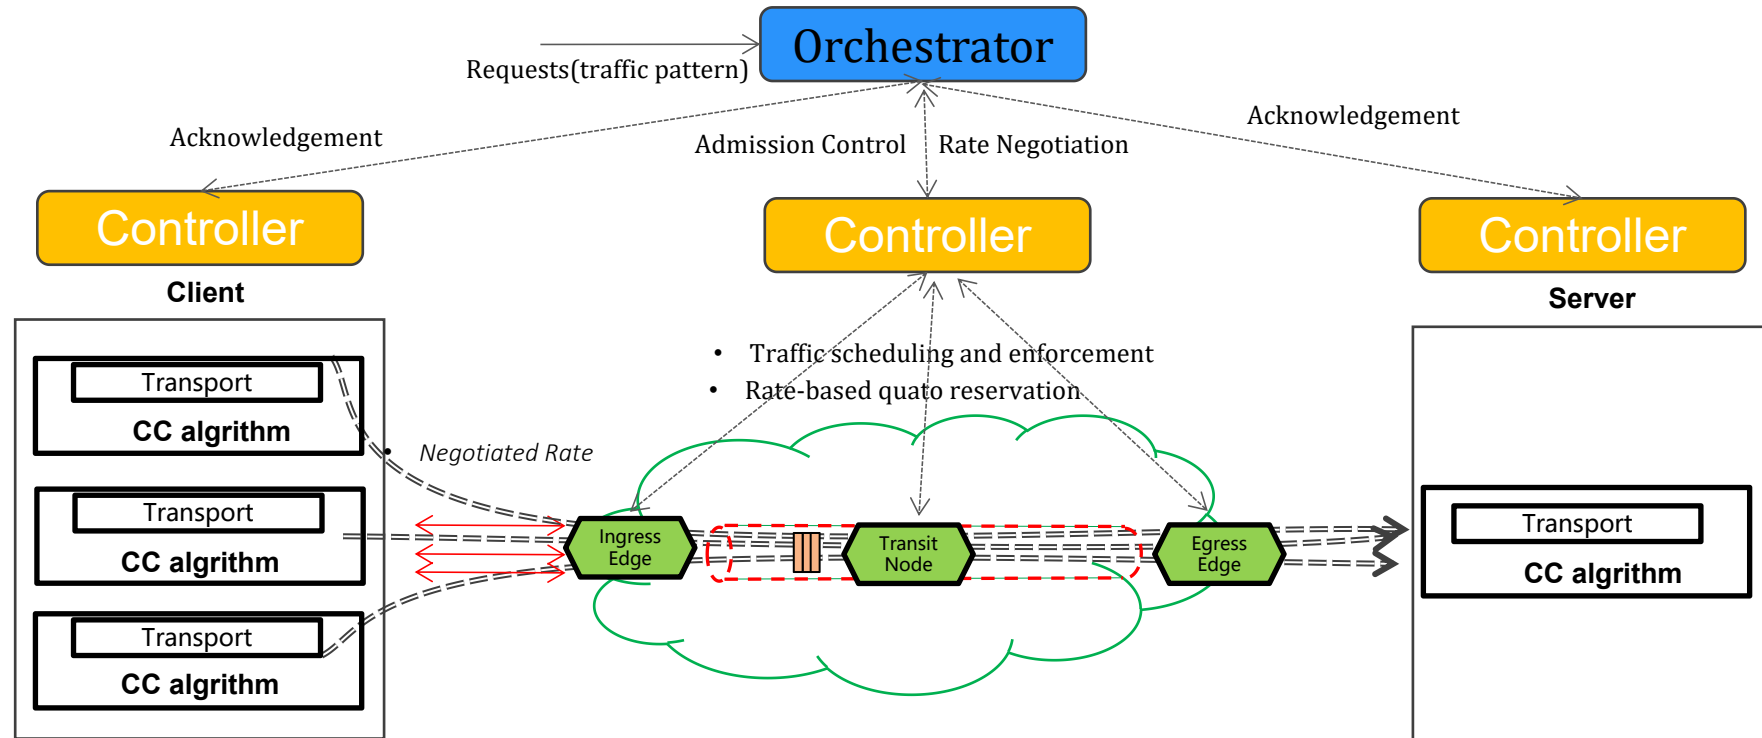 Orchestrator
Requests(traffic pattern)
Acknowledgement
Admission Control
Rate Negotiation
Acknowledgement
Controller
Controller
Controller
Client
Server
• Traffic scheduling and enforcement
• Rate-based quato reservation
Transport
CC algrithm
• Negotiated Rate
Transport
CC algrithm
Transport
CC algrithm
Ingress
Edge
Transit
Node
Egress
Edge
Transport
CC algrithm